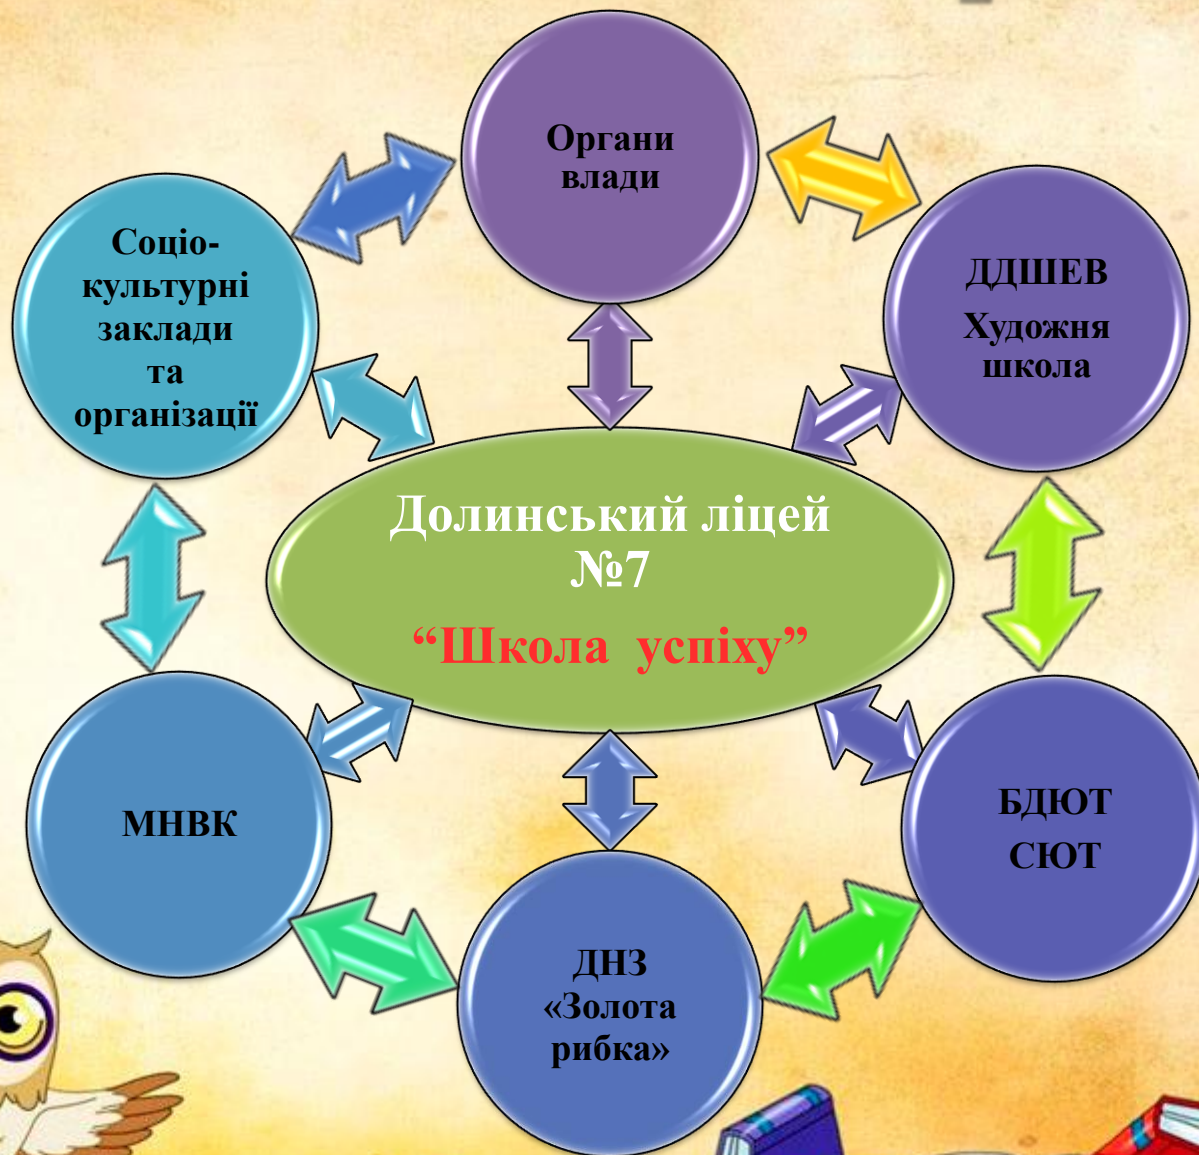 Органи
влади
Соціо-
культурні
заклади
та
організації
ДДШЕВ
Художня
школа
Долинський ліцей
№7
“Школа успіху”
МНВК
БДЮТ
СЮТ
ДНЗ
«Золота
рибка»